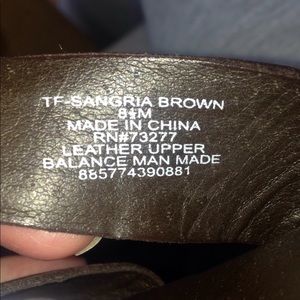 TF-SANGRIA BROWN
8½M
MADE IN CHINA
RN#73277
LEATHER UPPER
BALANCE MAN MADE
885774390881